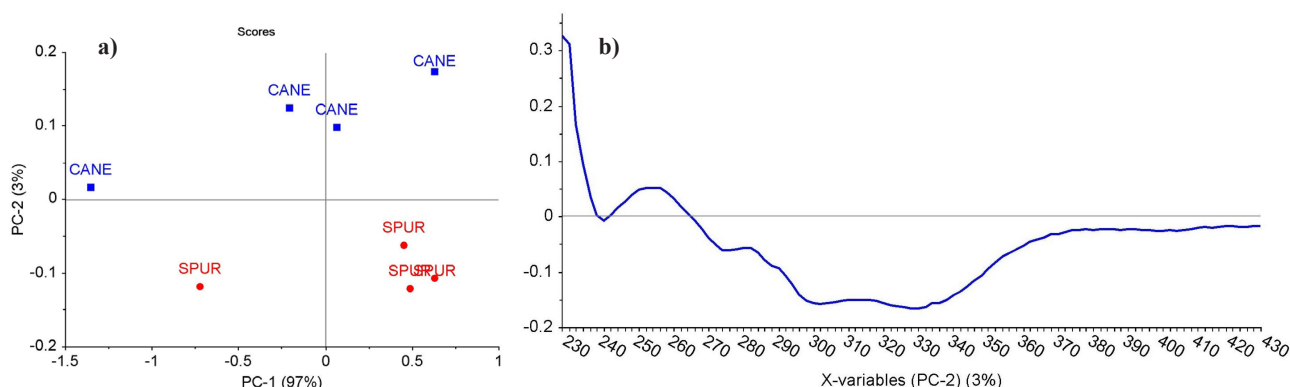 Scores
a)
0.2
0.1
0
-0.1
-0.2
PC-2 (3%)
CANE
CANE
CANE
CANE
SPUR
SPUR
SPUR
SPUR
-1.5
-1
-0.5
0
0.5
1
PC-1 (97%)
b)
0.3
0.2
0.1
0
-0.1
-0.2
230 240 250 260 270 280 290 300 310 320 330 340 350 360 370 380 390 400 410 420 430
X-variables (PC-2) (3%)